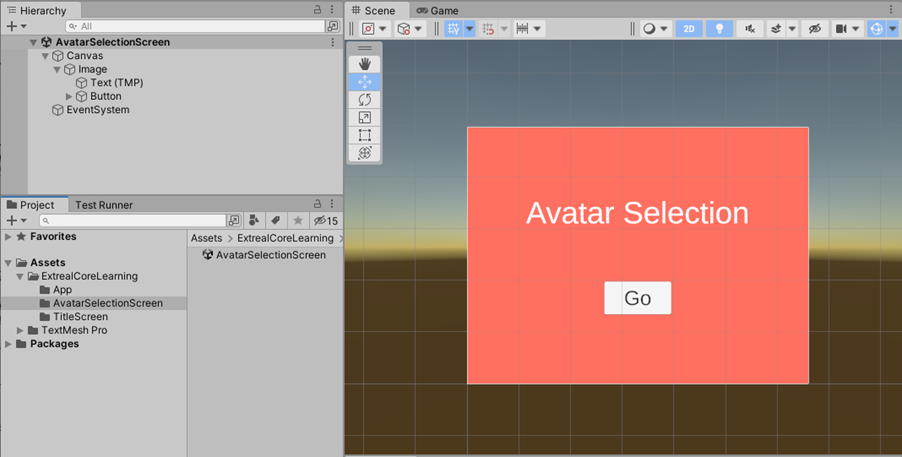 Hierarchy
All
AvatarSelectionScreen
Canvas
Image
Text (TMP)
Button
EventSystem
Project
Test Runner
15
Favorites
Assets
ExtrealCoreLearning
App
AvatarSelectionScreen
TitleScreen
TextMesh Pro
Packages
Assets > ExtrealCoreLearning >
AvatarSelectionScreen
Scene
Game
2D
Avatar Selection
Go